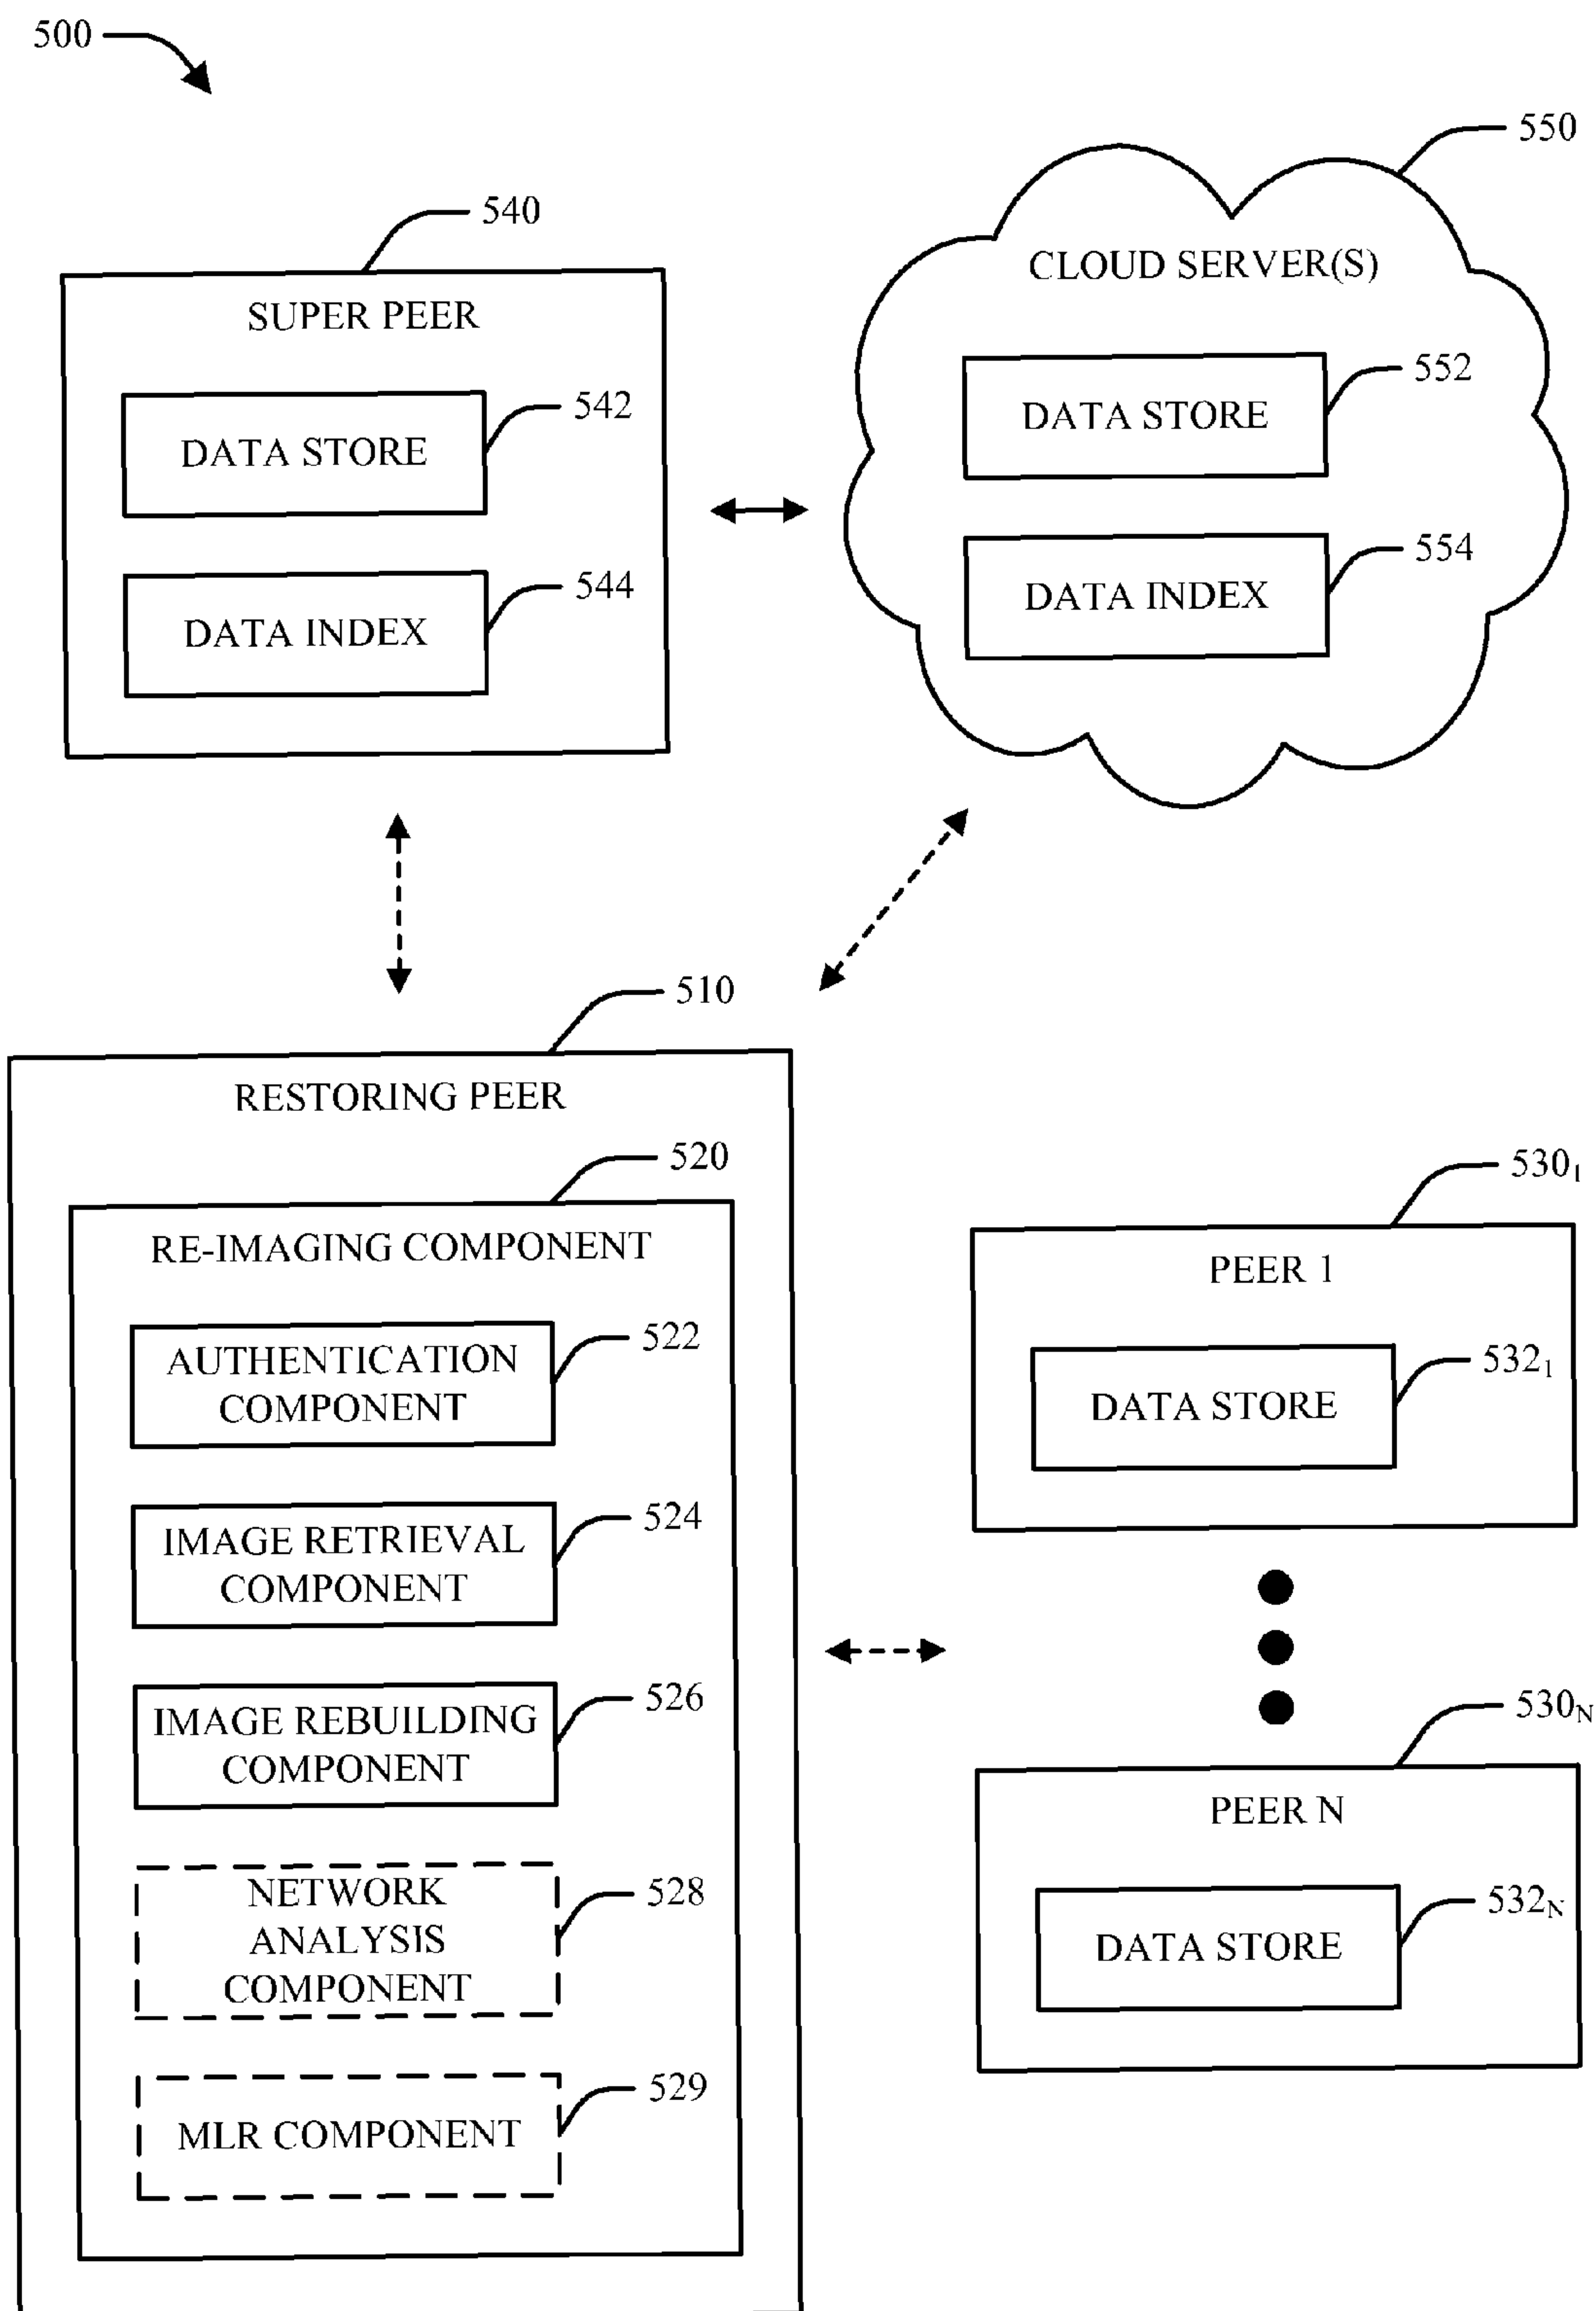 500
550
540
CLOUD SERVER(S)
SUPER PEER
552
DATA STORE
542
DATA STORE
554
DATA INDEX
544
DATA INDEX
510
RESTORING PEER
520
RE-IMAGING COMPONENT
522
AUTHENTICATION
COMPONENT
524
IMAGE RETRIEVAL
COMPONENT
526
IMAGE REBUILDING
COMPONENT
528
NETWORK
ANALYSIS
COMPONENT
529
MLR COMPONENT
530₁
PEER 1
532₁
DATA STORE
530N
PEER N
532N
DATA STORE